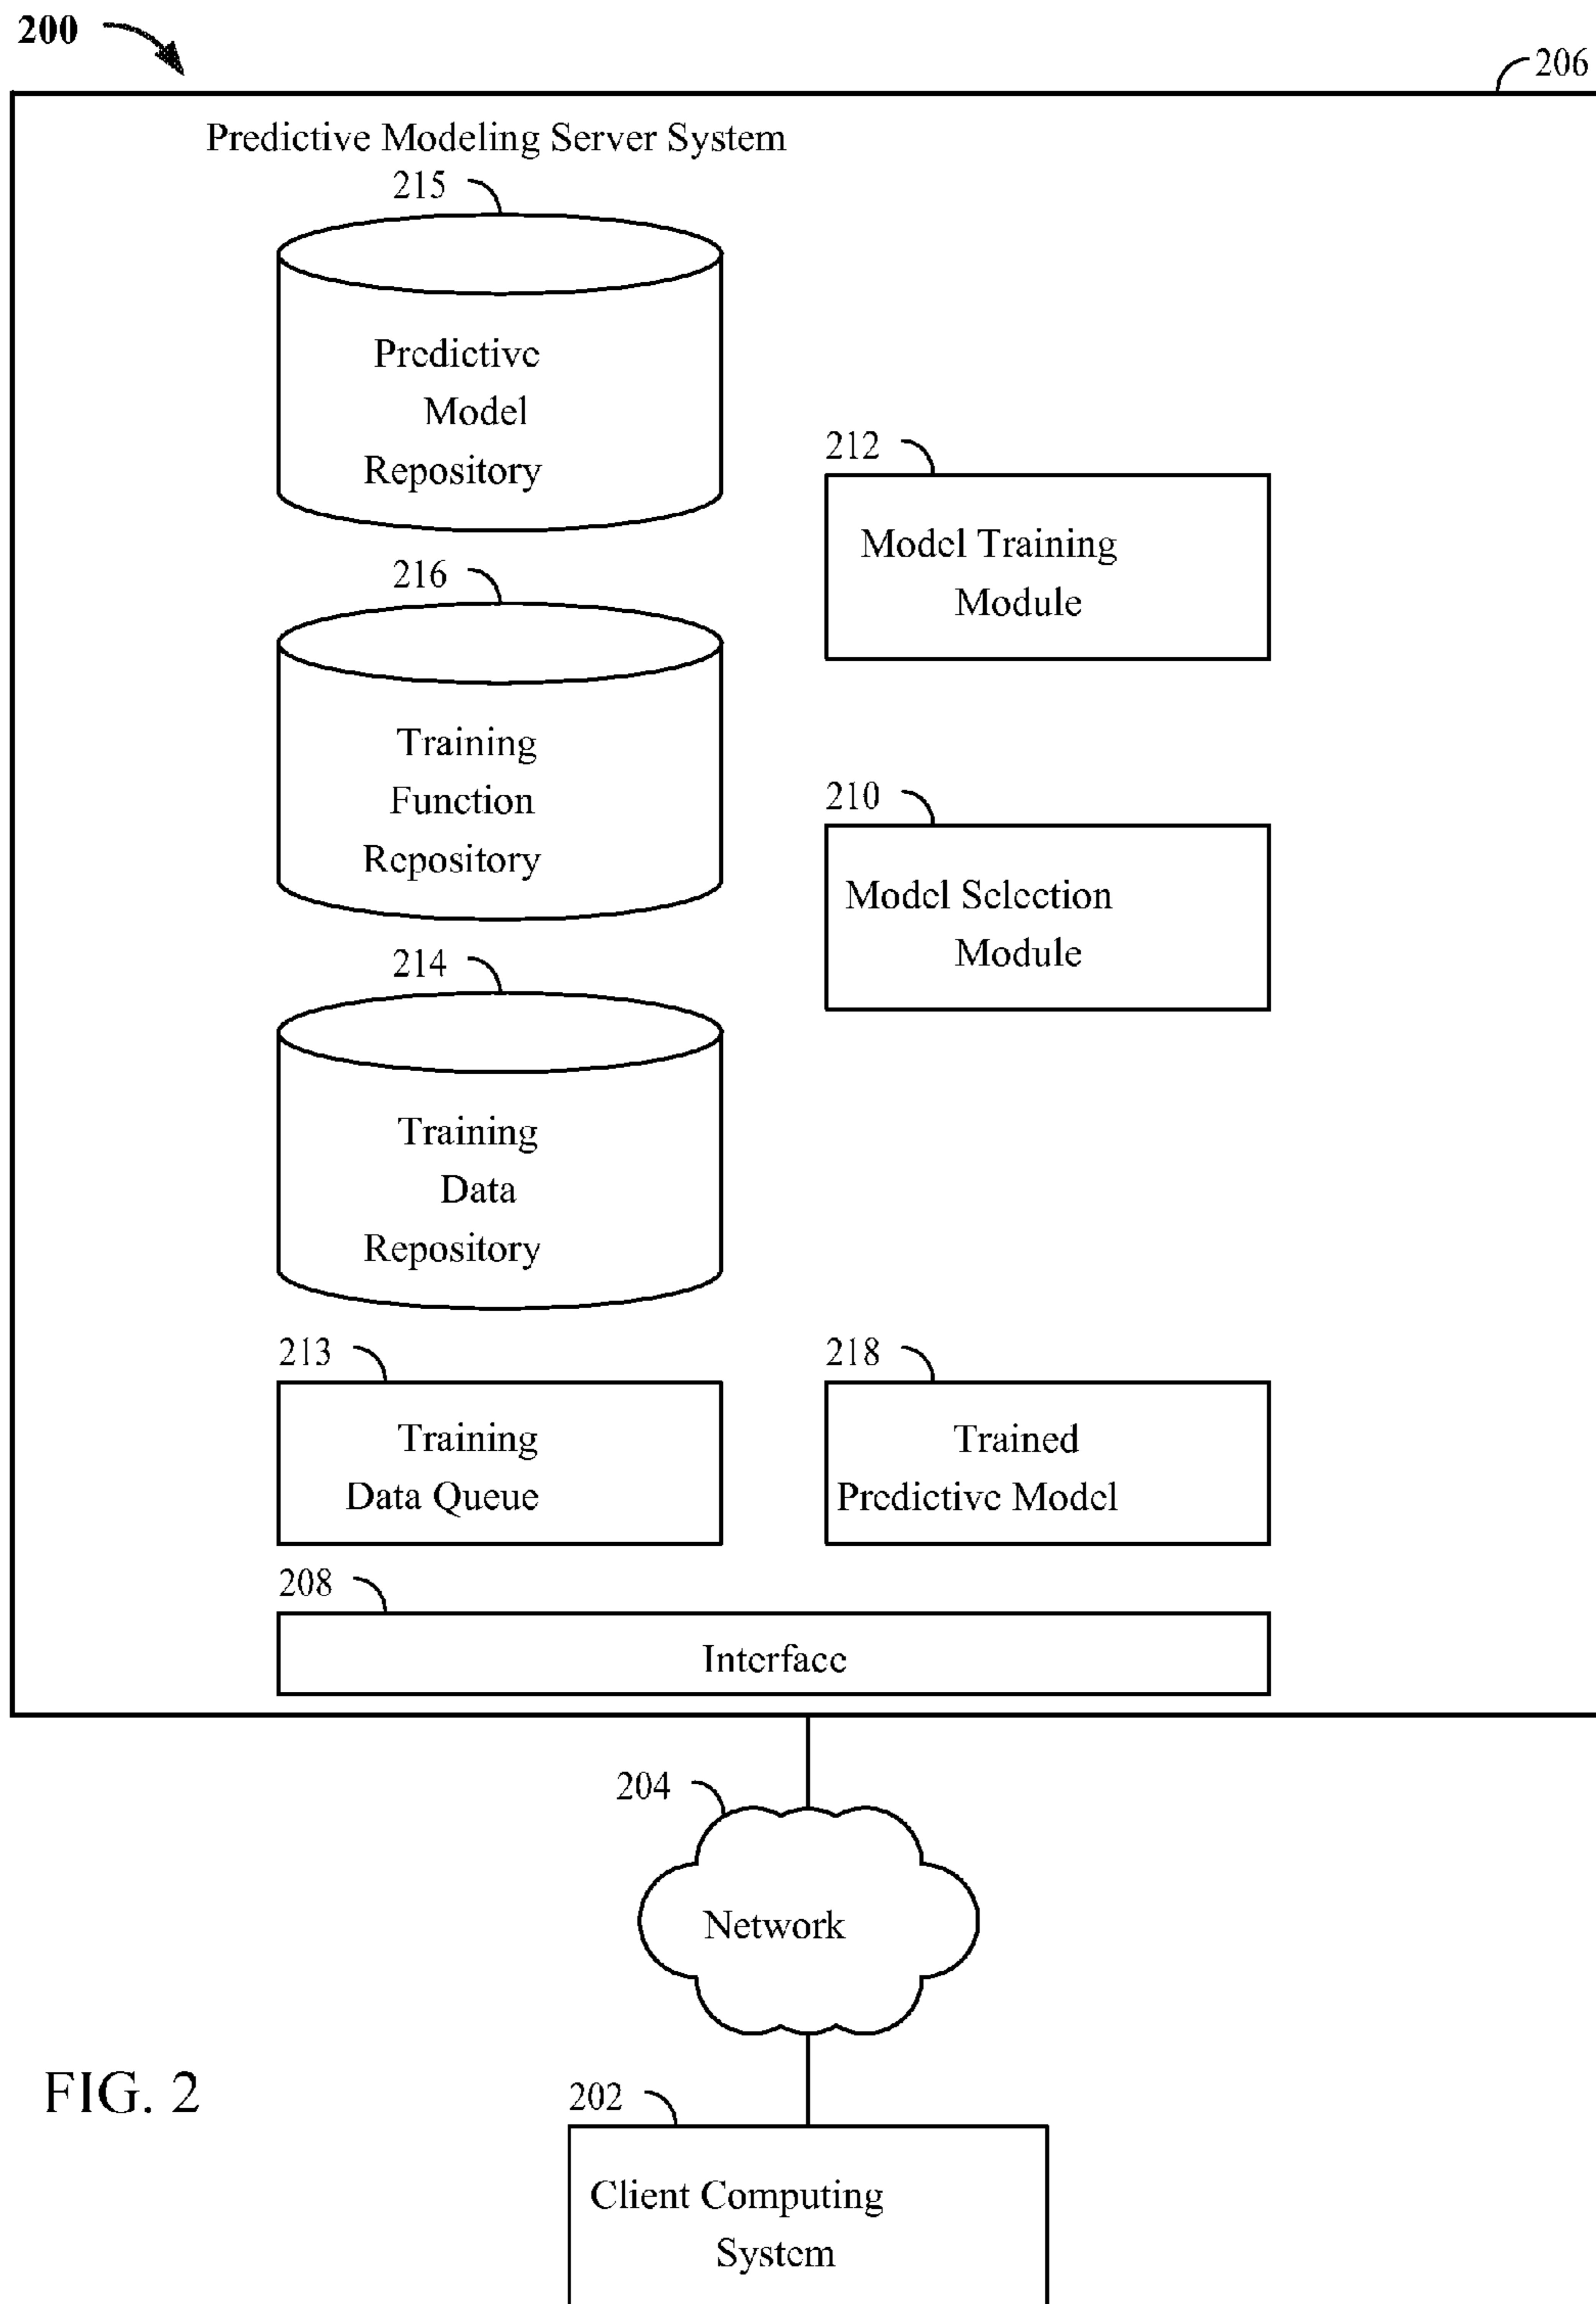 200
206
Predictive Modeling Server System
215
Predictive
Model
Repository
212
Model Training
Module
216
Training
Function
Repository
210
Model Selection
Module
214
Training
Data
Repository
213
Training
Data Queue
218
Trained
Predictive Model
208
Interface
204
Network
FIG. 2
202
Client Computing
System